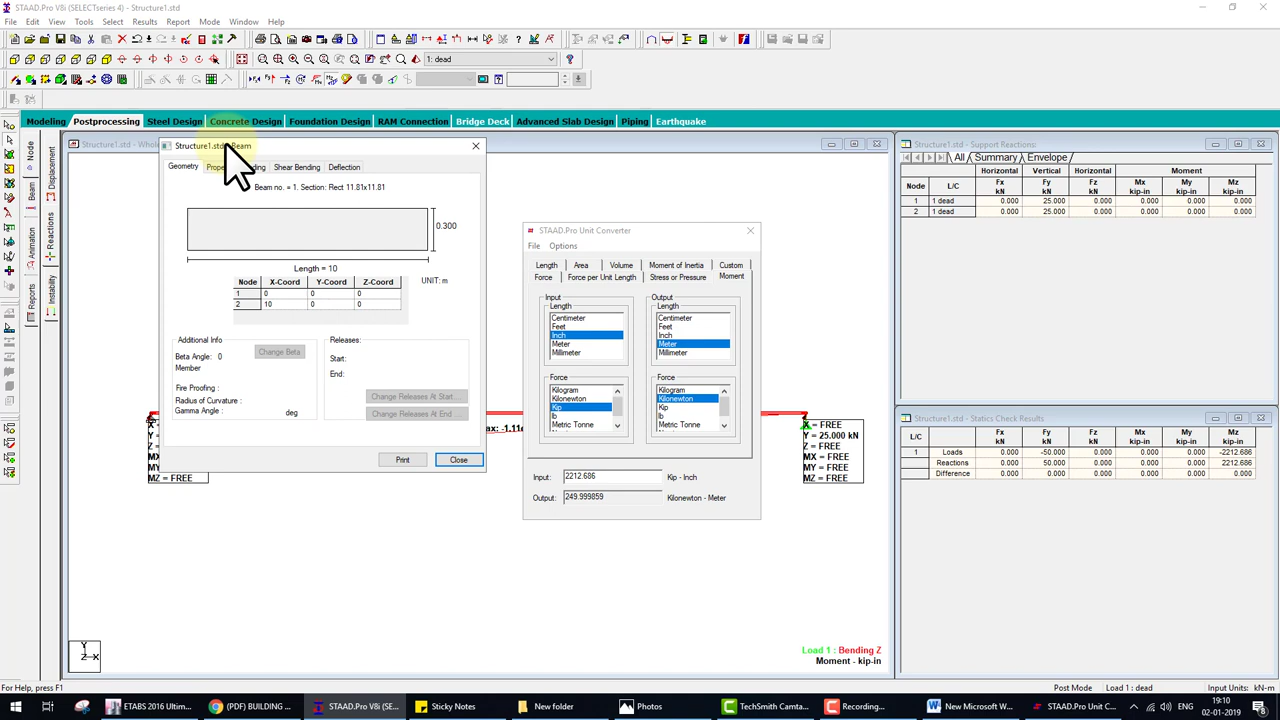 STAAD.Pro V8i (SELECTseries 4) - Structure1.std
File Edit View Tools Select Results Report Mode Window Help
1: dead
Modeling Postprocessing Steel Design Concrete Design Foundation Design RAM Connection Bridge Deck Advanced Slab Design Piping Earthquake
Node
Beam
Animation
Reports
Displacement
Reactions
Instability
Structure1.std - Beam
Geometry
Shear Bending
Deflection
Beam no. = 1. Section: Rect 11.81x11.81
0.300
Length = 10
Node X-Coord Y-Coord Z-Coord
1 0 0 0
2 10 0 0
UNIT: m
Additional Info
Beta Angle: 0
Change Beta
Member
Fire Proofing :
Radius of Curvature :
Gamma Angle :
deg
Releases:
Start:
End:
Change Releases At Start...
Change Releases At End ...
Print
Close
STAAD.Pro Unit Converter
File Options
Length Area Volume Moment of Inertia Custom
Force Force per Unit Length Stress or Pressure Moment
Input
Length
Centimeter
Feet
Inch
Meter
Millimeter
Force
Kilogram
Kilonewton
Kip
lb
Metric Tonne
Output
Length
Centimeter
Feet
Inch
Meter
Millimeter
Force
Kilogram
Kilonewton
Kip
lb
Metric Tonne
Input: 2212.686 Kip - Inch
Output: 249.999859 Kilonewton - Meter
MZ = FREE
X = FREE
Y = 25.000 kN
Z = FREE
MX = FREE
MY = FREE
MZ = FREE
Y
Z X
Load 1 : Bending Z
Moment - kip-in
Structure1.std - Support Reactions:
All Summary Envelope
Horizontal Vertical Horizontal Moment
Node L/C Fx kN Fy kN Fz kN Mx kip-in My kip-in Mz kip-in
1 1 dead 0.000 25.000 0.000 0.000 0.000 0.000
2 1 dead 0.000 25.000 0.000 0.000 0.000 0.000
Structure1.std - Statics Check Results
L/C Fx kN Fy kN Fz kN Mx kip-in My kip-in Mz kip-in
1 Loads 0.000 -50.000 0.000 0.000 0.000 -2212.686
Reactions 0.000 50.000 0.000 0.000 0.000 2212.686
Difference 0.000 0.000 0.000 0.000 0.000 0.000
For Help, press F1
Post Mode Load 1 : dead Input Units: kN-m
ETABS 2016 Ultim... (PDF) BUILDING ... STAAD.Pro V8i (SE... Sticky Notes New folder Photos TechSmith Camta... Recording... New Microsoft W... STAAD.Pro Unit C...
19:10
02-01-2019